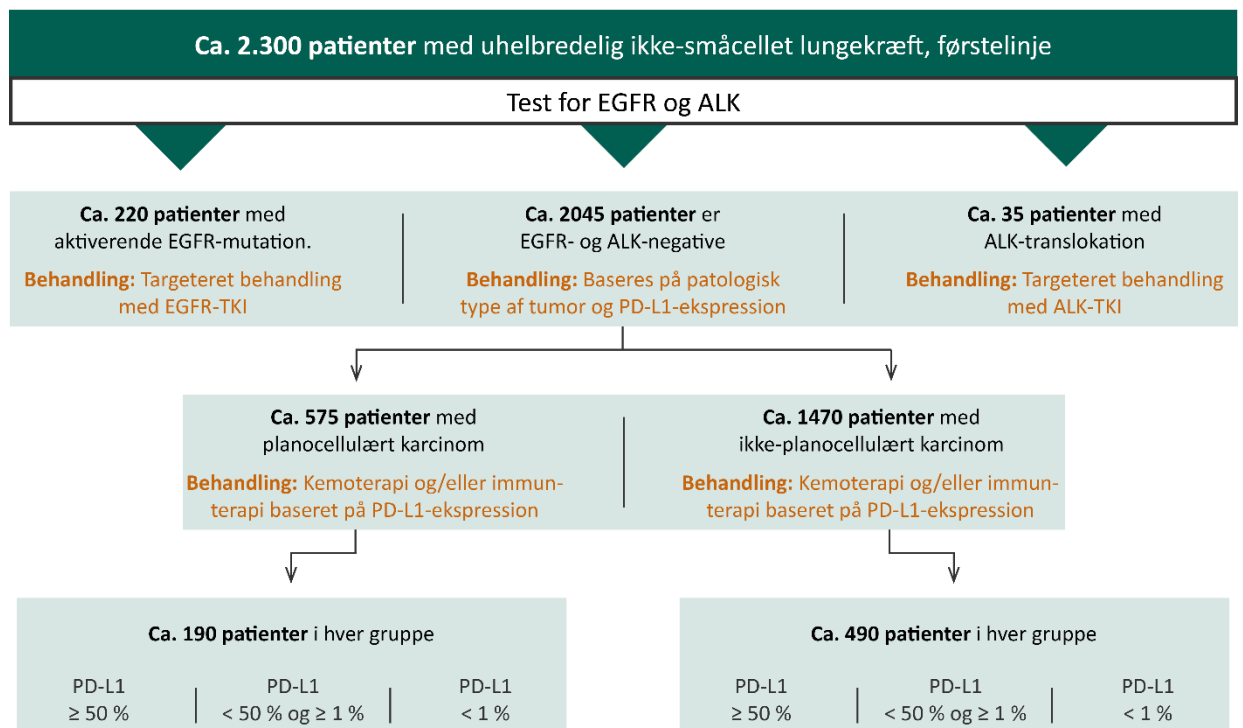 Ca. 2.300 patienter med uhelbredelig ikke-småcellet lungekræft, førstelinje
Test for EGFR og ALK
Ca. 220 patienter med
aktiverende EGFR-mutation.
Behandling: Targeteret behandling
med EGFR-TKI
Ca. 2045 patienter er
EGFR- og ALK-negative
Behandling: Baseres på patologisk
type af tumor og PD-L1-ekspression
Ca. 35 patienter med
ALK-translokation
Behandling: Targeteret behandling
med ALK-TKI
Ca. 575 patienter med
planocellulært karcinom
Behandling: Kemoterapi og/eller immun-
terapi baseret på PD-L1-ekspression
Ca. 1470 patienter med
ikke-planocellulært karcinom
Behandling: Kemoterapi og/eller immun-
terapi baseret på PD-L1-ekspression
Ca. 190 patienter i hver gruppe
PD-L1
≥ 50 %
PD-L1
< 50 % og ≥ 1 %
PD-L1
< 1 %
Ca. 490 patienter i hver gruppe
PD-L1
≥ 50 %
PD-L1
< 50 % og ≥ 1 %
PD-L1
< 1 %